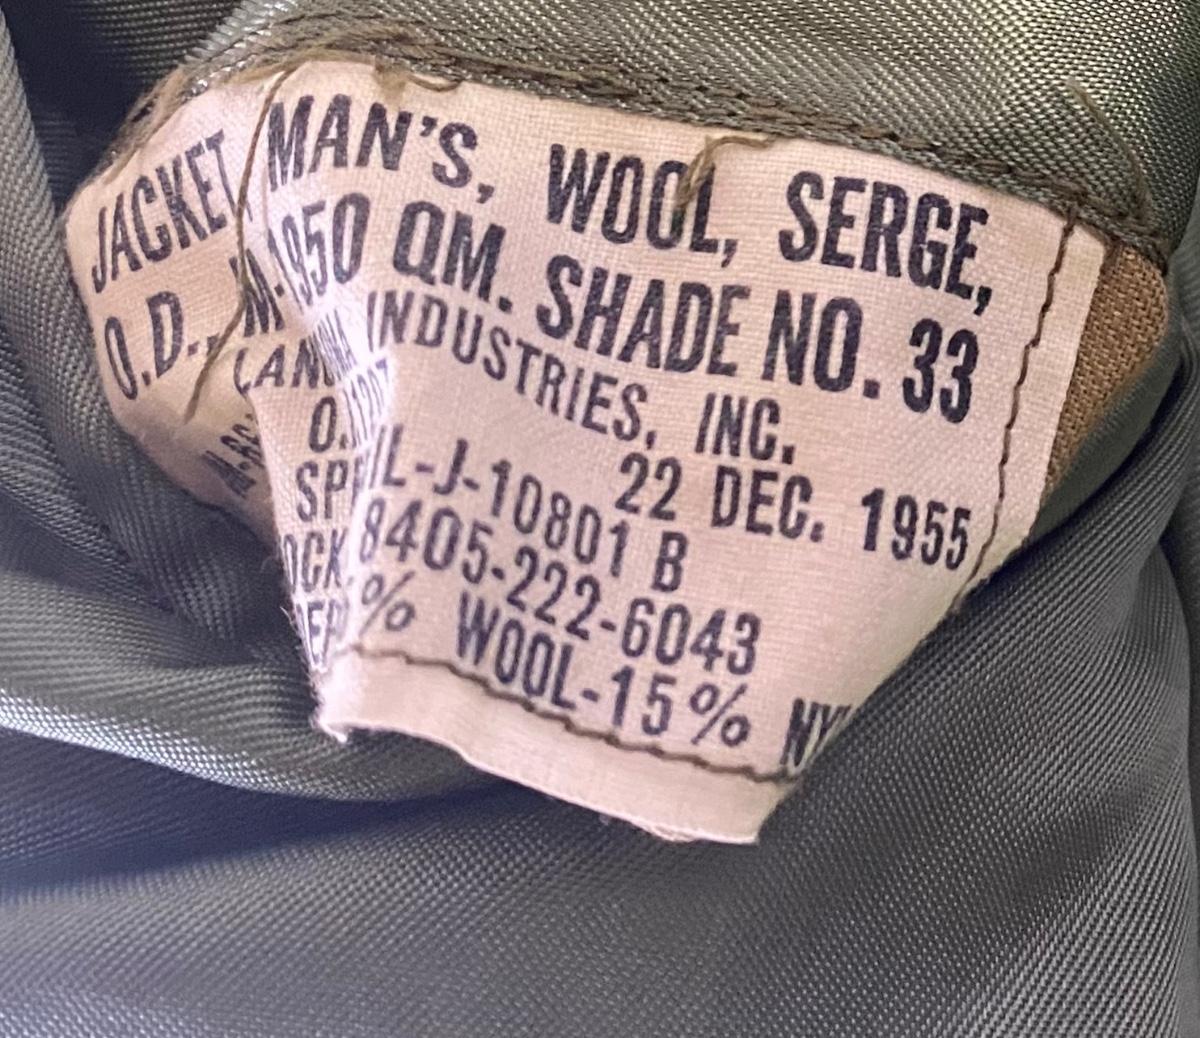 JACKET, MAN'S, WOOL, SERGE,
O.D., M-1950 QM. SHADE NO. 33
INDUSTRIES, INC.
22 DEC. 1955
MIL-J-10801 B
8405-222-6043
% WOOL-15%